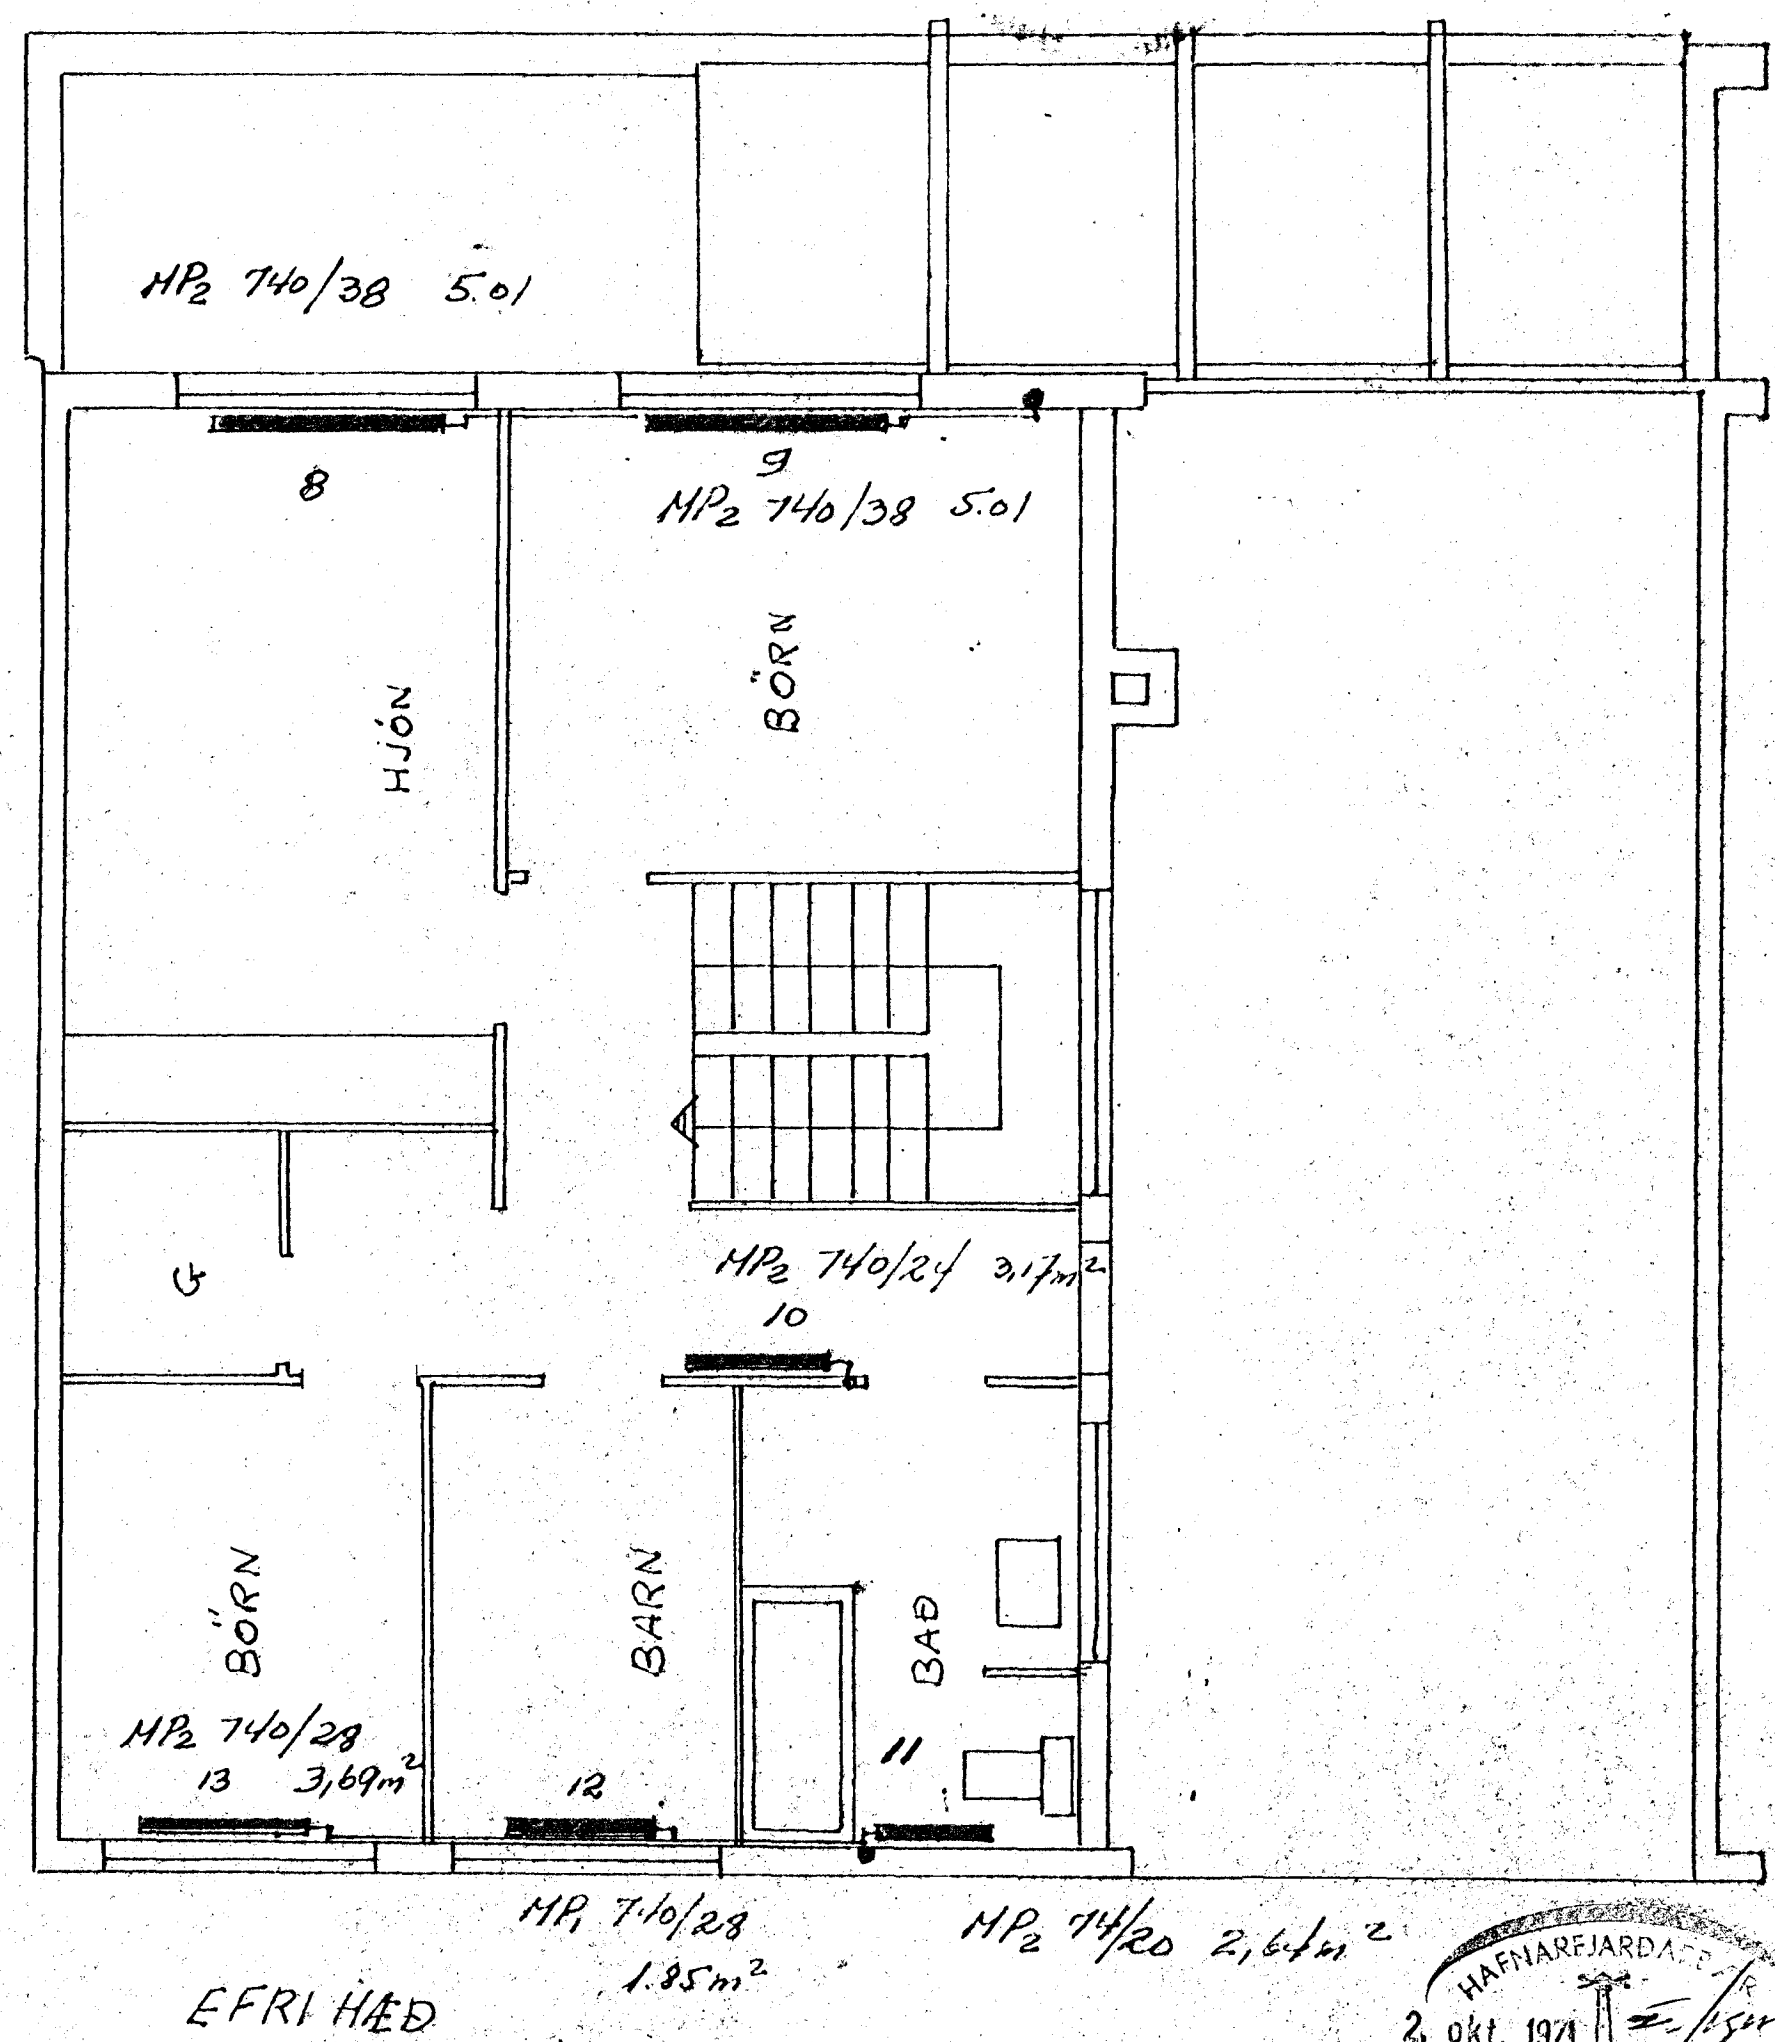 MP2 740/38 5.01
8
9
MP2 740/38 5.01
HJÓN
BÖRN
MP2 740/24 3,17m²
10
G
BÖRN
BARN
BAÐ
MP2 740/28
13 3,69m²
12
11
MP1 740/28
1.85m²
MP2 74/20 2,64m²
EFRI HÆÐ
2. okt. 1971